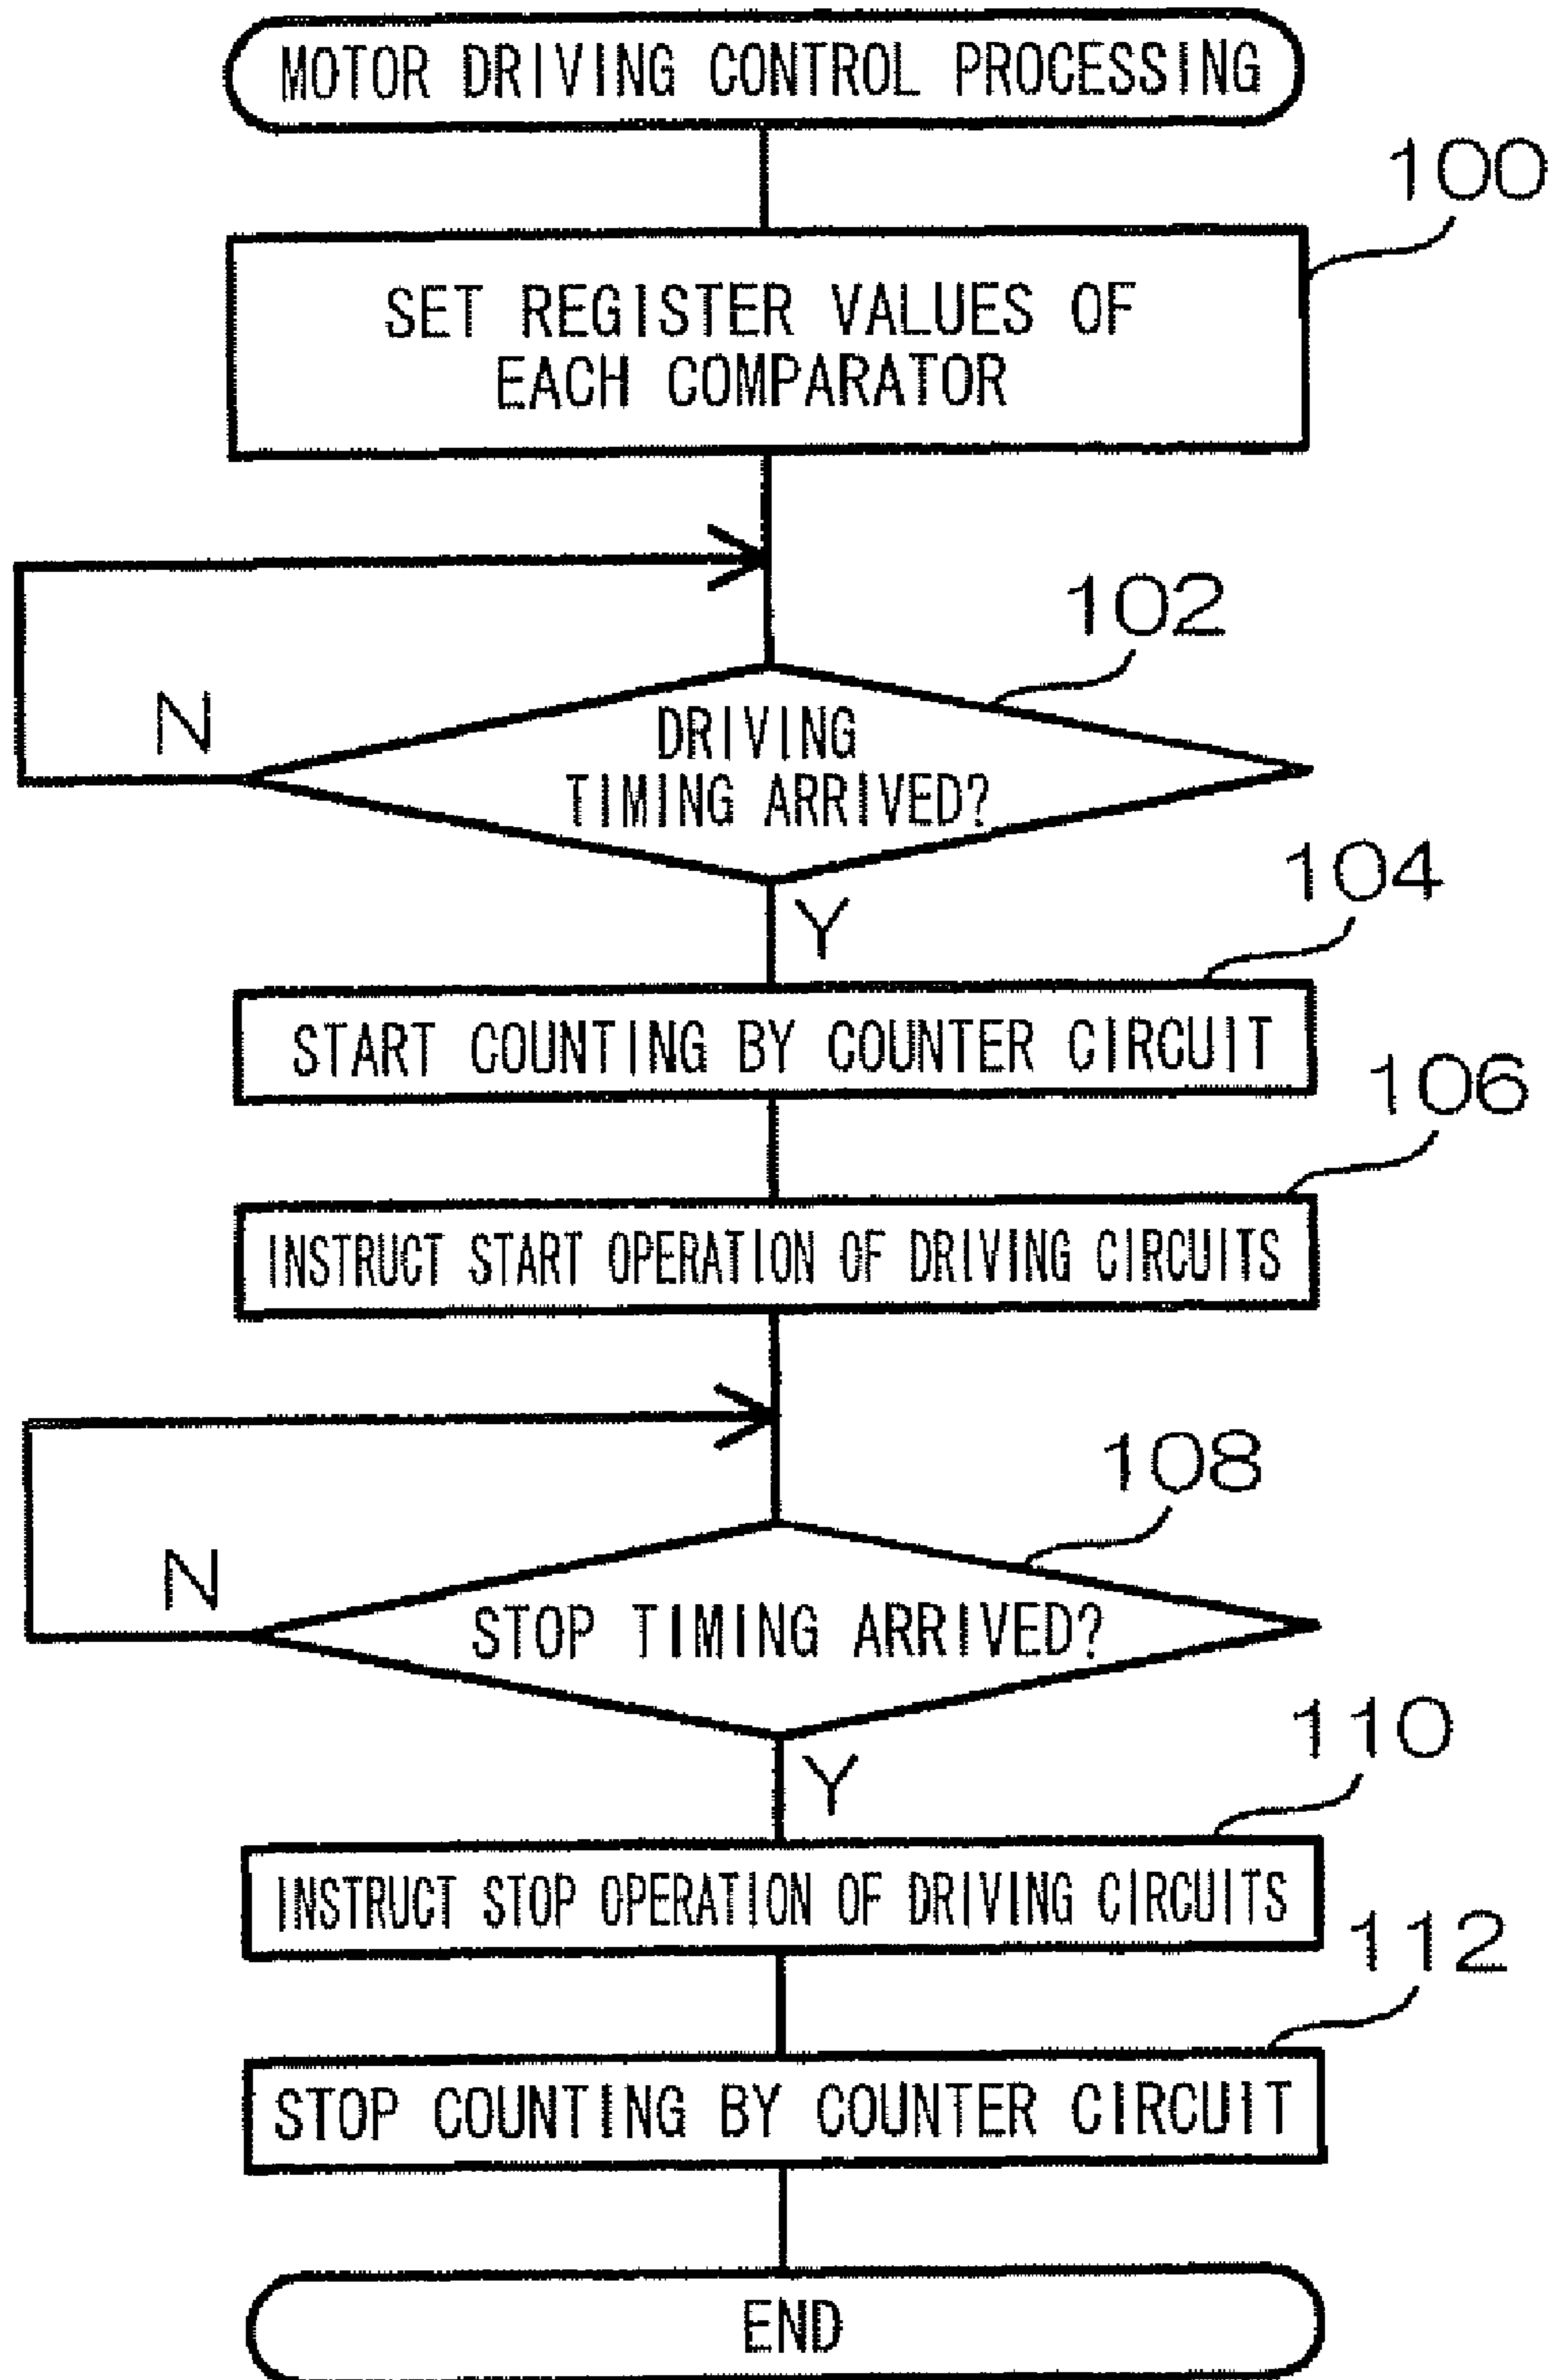 MOTOR DRIVING CONTROL PROCESSING
100
SET REGISTER VALUES OF
EACH COMPARATOR
102
N
DRIVING
TIMING ARRIVED?
Y
104
START COUNTING BY COUNTER CIRCUIT
106
INSTRUCT START OPERATION OF DRIVING CIRCUITS
108
N
STOP TIMING ARRIVED?
Y
110
INSTRUCT STOP OPERATION OF DRIVING CIRCUITS
112
STOP COUNTING BY COUNTER CIRCUIT
END